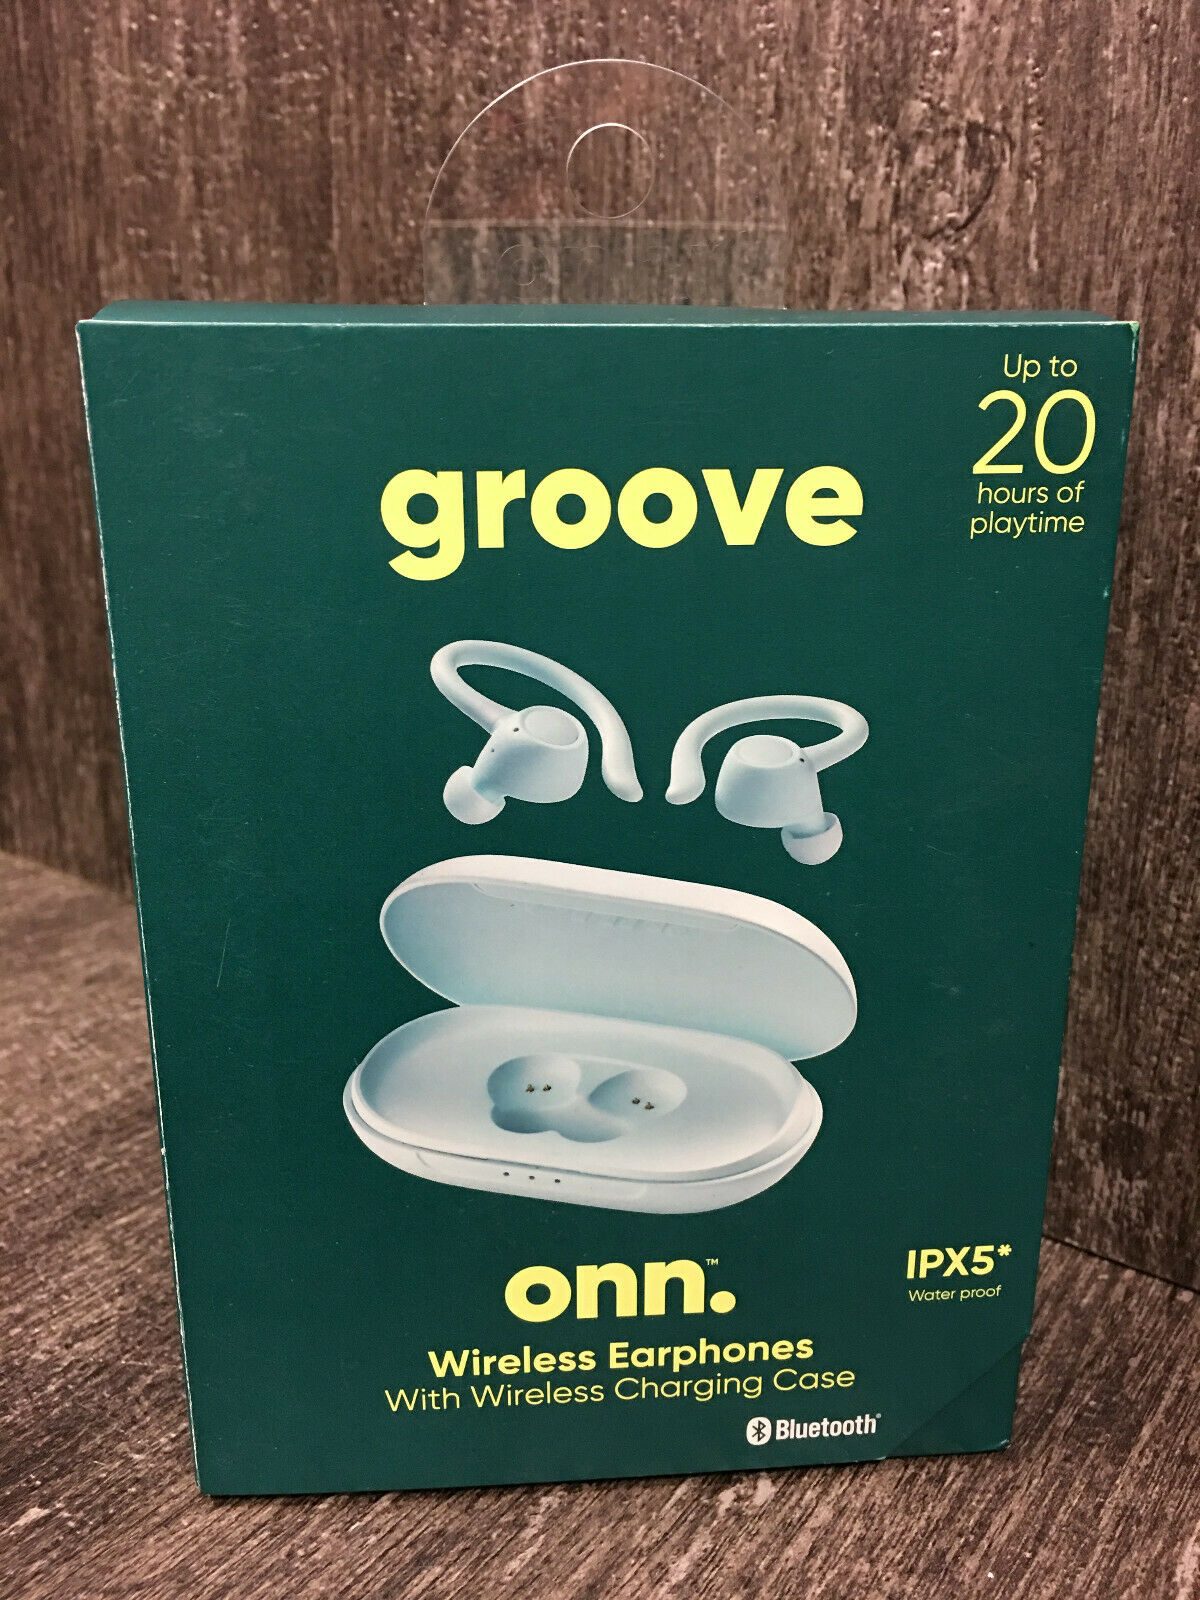 Up to
20
hours of
playtime
groove
onn.™
IPX5*
Water proof
Wireless Earphones
With Wireless Charging Case
Bluetooth®